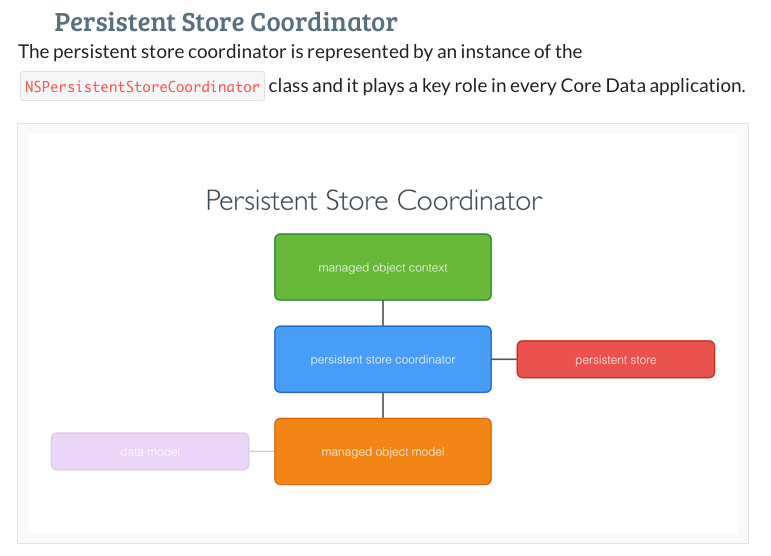 Persistent Store Coordinator
The persistent store coordinator is represented by an instance of the
NSPersistentStoreCoordinator class and it plays a key role in every Core Data application.
Persistent Store Coordinator
managed object context
persistent store coordinator
persistent store
data model
managed object model